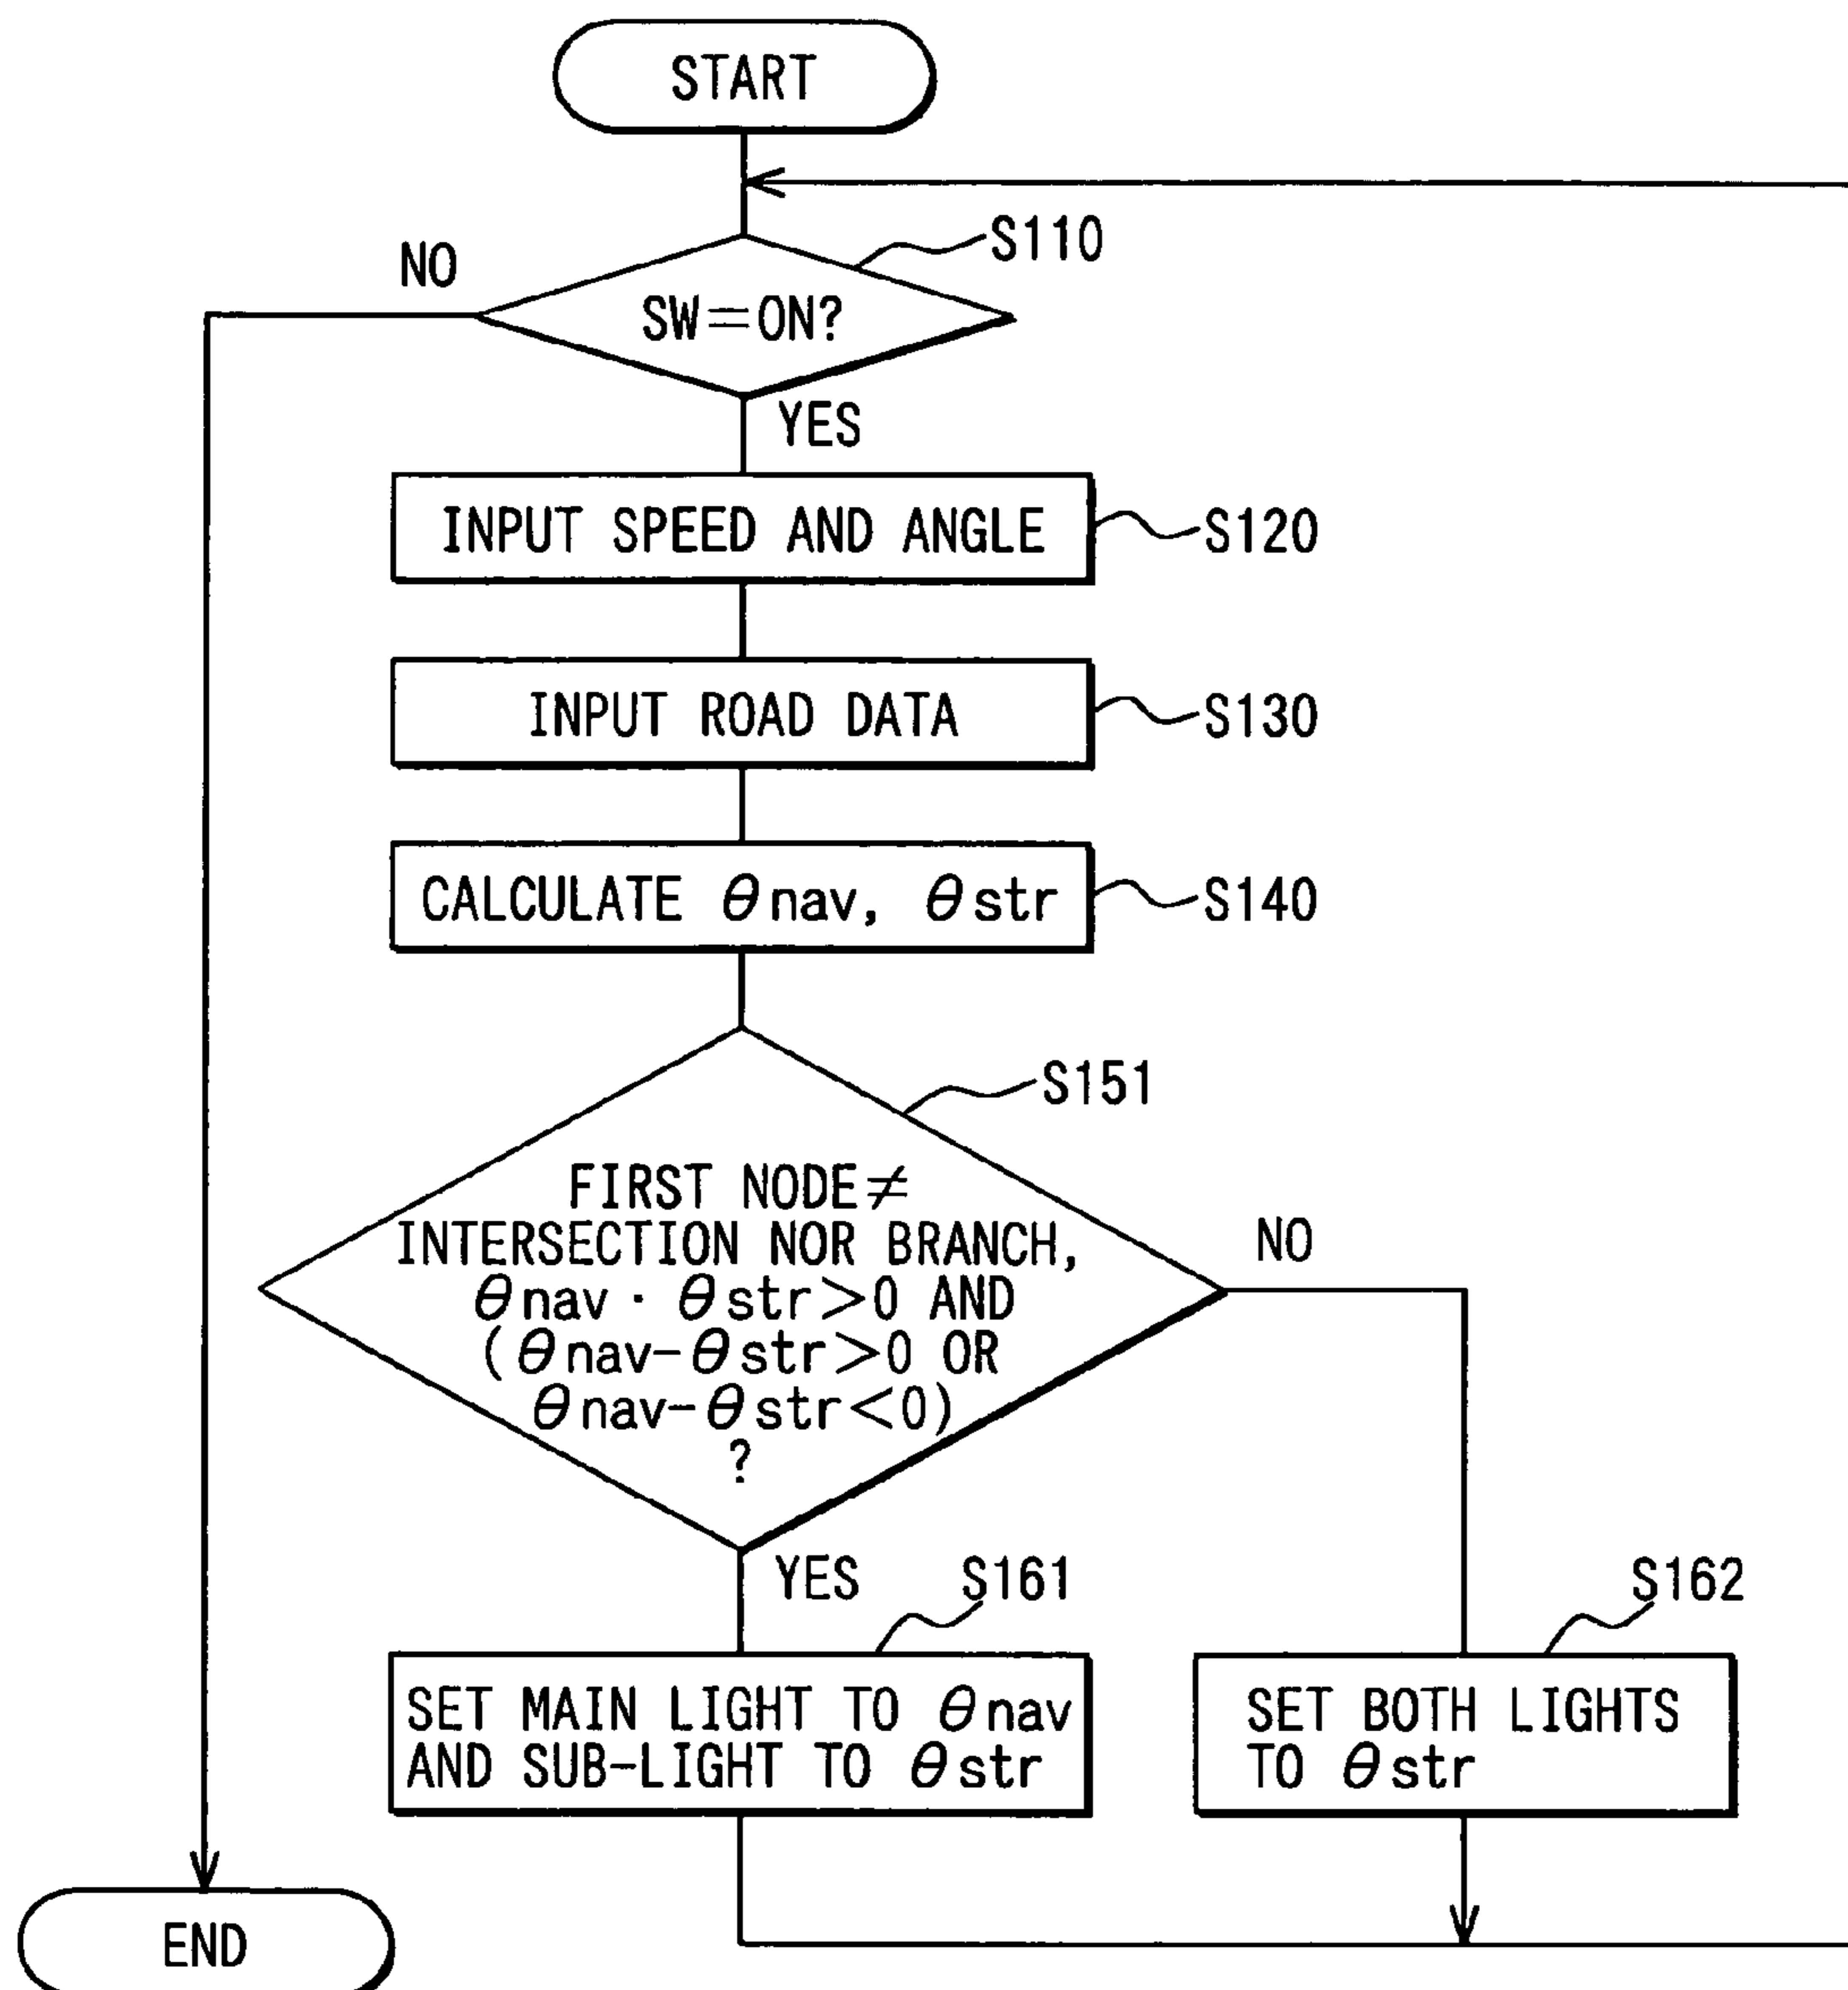 START
S110
NO
SW=ON?
YES
INPUT SPEED AND ANGLE
S120
INPUT ROAD DATA
S130
CALCULATE θnav, θstr
S140
S151
FIRST NODE≠
INTERSECTION NOR BRANCH,
θnav・θstr>0 AND
(θnav-θstr>0 OR
θnav-θstr<0)
?
NO
YES
S161
S162
SET MAIN LIGHT TO θnav
AND SUB-LIGHT TO θstr
SET BOTH LIGHTS
TO θstr
END